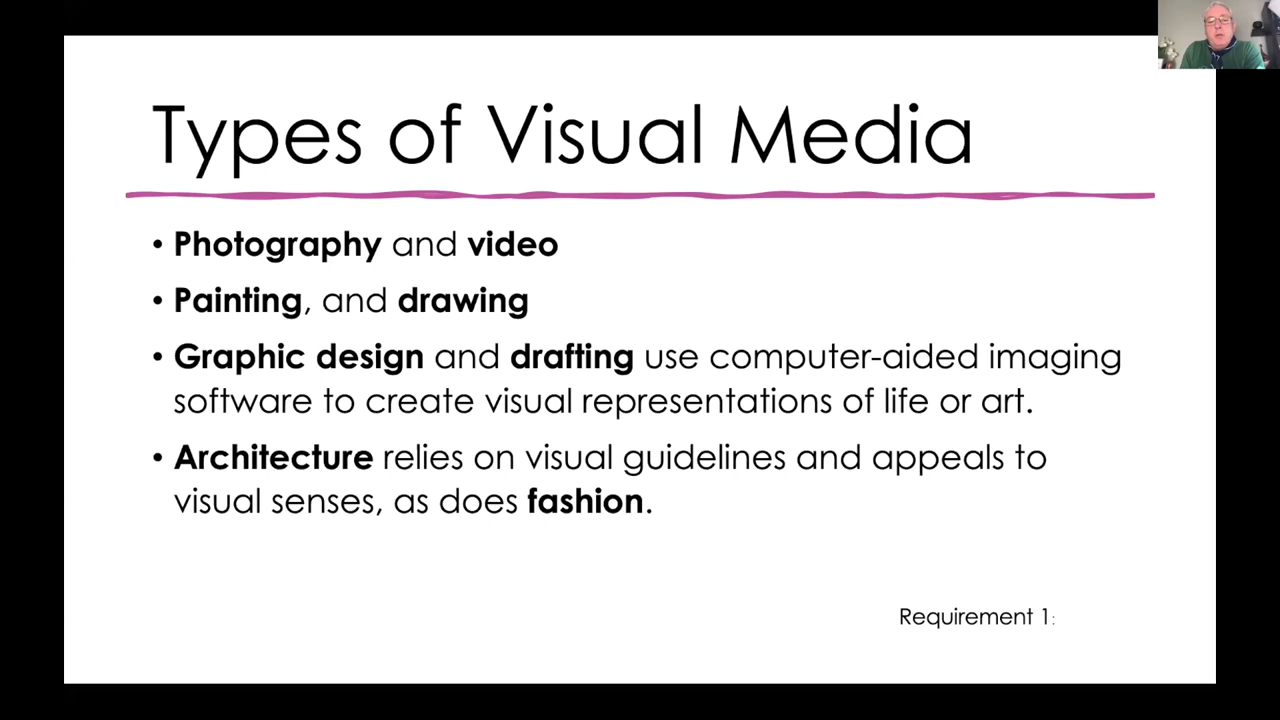 Types of Visual Media
• Photography and video
• Painting, and drawing
• Graphic design and drafting use computer-aided imaging
software to create visual representations of life or art.
• Architecture relies on visual guidelines and appeals to
visual senses, as does fashion.
Requirement 1: